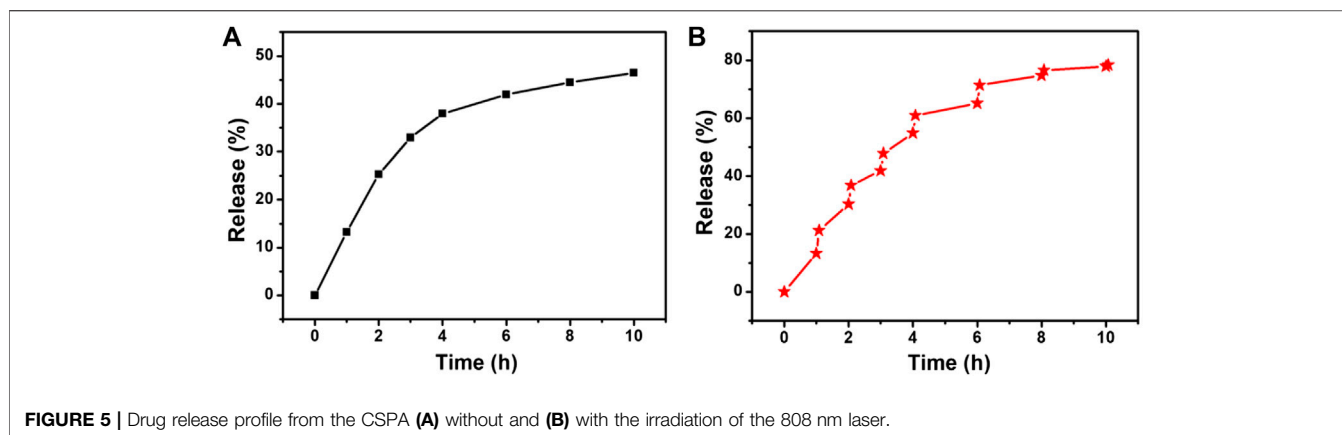 A
50
40
30
20
10
0
Release (%)
0 2 4 6 8 10
Time (h)
B
80
60
40
20
0
Release (%)
0 2 4 6 8 10
Time (h)
FIGURE 5 | Drug release profile from the CSPA (A) without and (B) with the irradiation of the 808 nm laser.